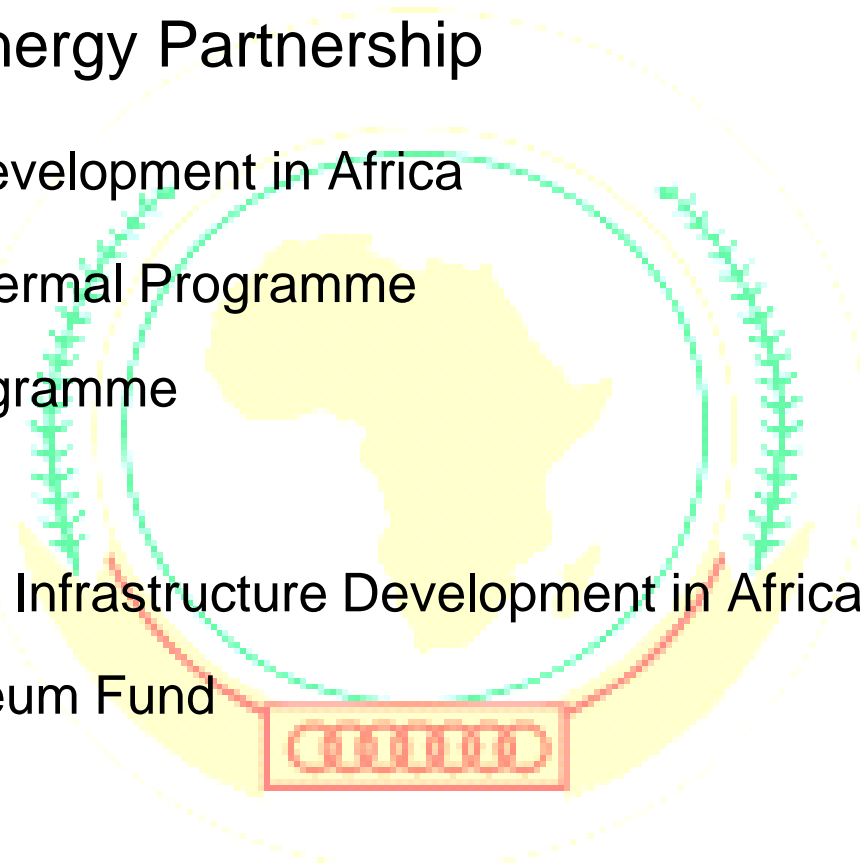 nergy Partnership
evelopment in Africa
ermal Programme
gramme
Infrastructure Development in Africa
eum Fund